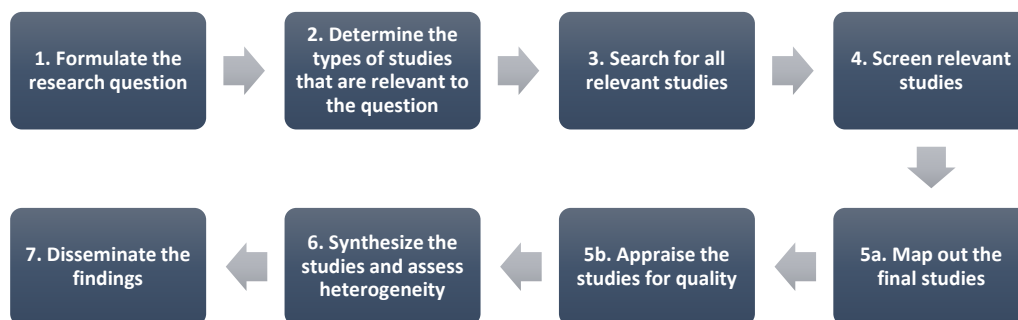 1. Formulate the
research question
2. Determine the
types of studies
that are relevant to
the question
3. Search for all
relevant studies
4. Screen relevant
studies
5a. Map out the
final studies
5b. Appraise the
studies for quality
6. Synthesize the
studies and assess
heterogeneity
7. Disseminate the
findings